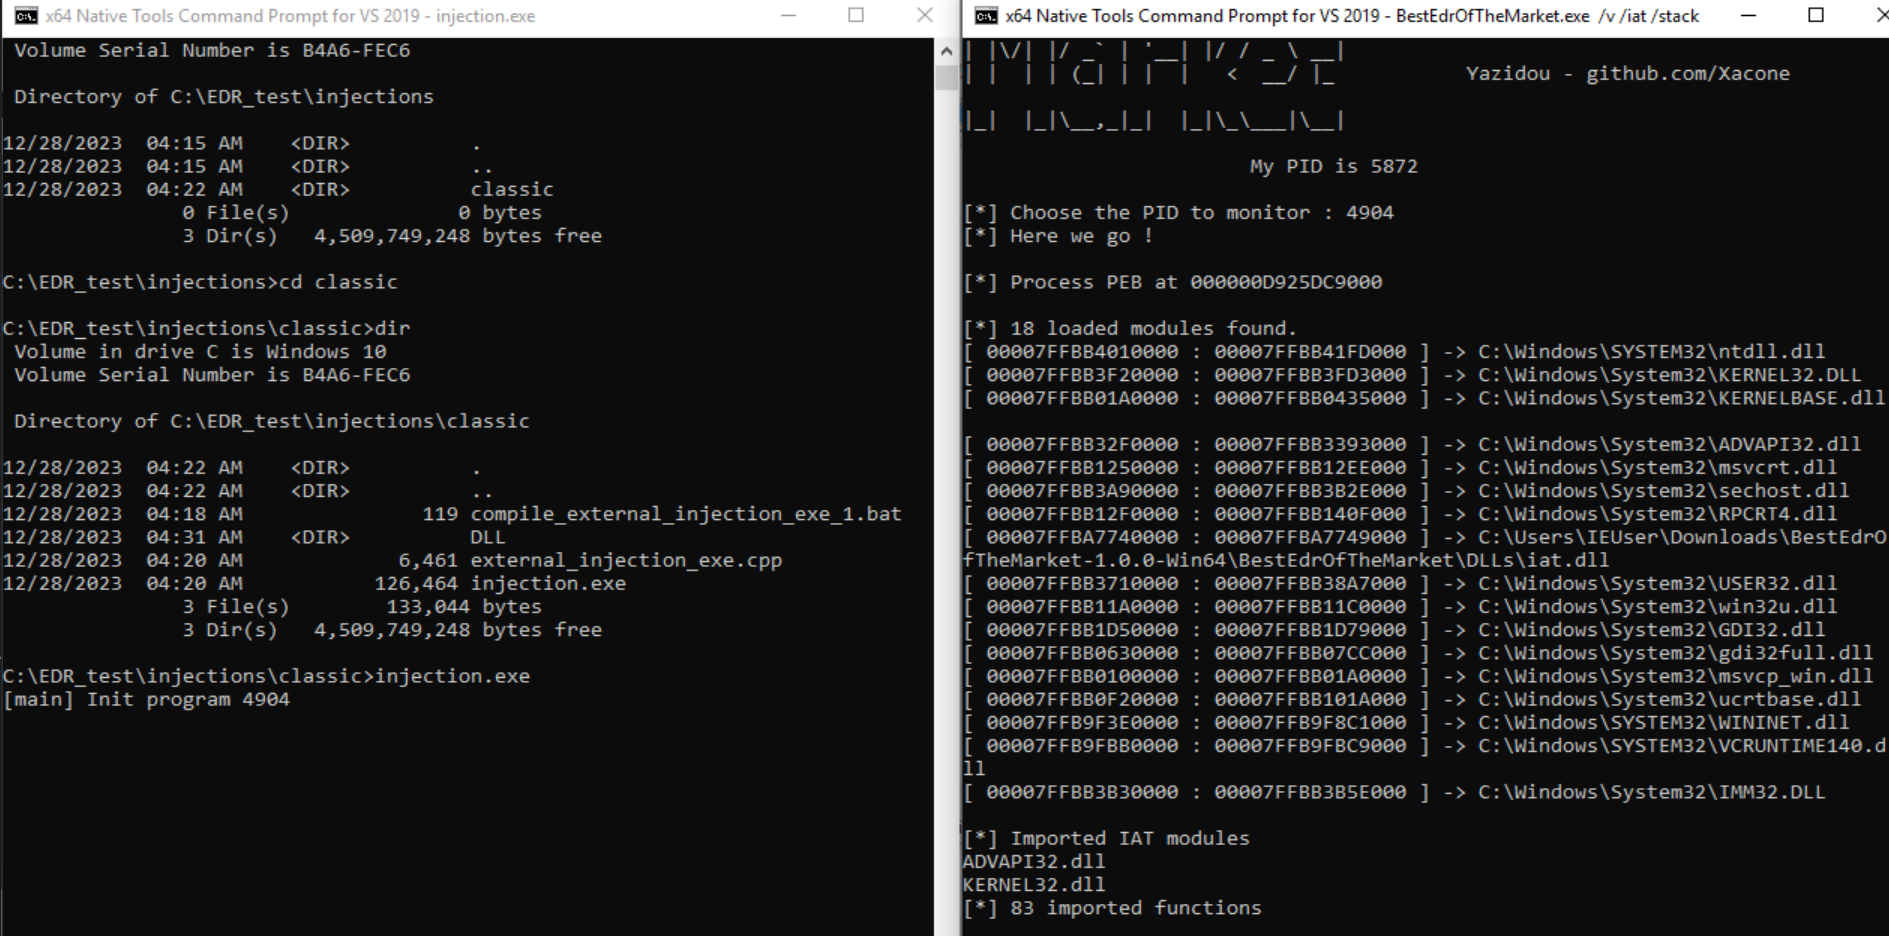 x64 Native Tools Command Prompt for VS 2019 - injection.exe
Volume Serial Number is B4A6-FEC6
Directory of C:\EDR_test\injections
12/28/2023  04:15 AM    <DIR>          .
12/28/2023  04:15 AM    <DIR>          ..
12/28/2023  04:22 AM    <DIR>          classic
0 File(s)              0 bytes
3 Dir(s)   4,509,749,248 bytes free
C:\EDR_test\injections>cd classic
C:\EDR_test\injections\classic>dir
Volume in drive C is Windows 10
Volume Serial Number is B4A6-FEC6
Directory of C:\EDR_test\injections\classic
12/28/2023  04:22 AM    <DIR>          .
12/28/2023  04:22 AM    <DIR>          ..
12/28/2023  04:18 AM               119 compile_external_injection_exe_1.bat
12/28/2023  04:31 AM    <DIR>          DLL
12/28/2023  04:20 AM             6,461 external_injection_exe.cpp
12/28/2023  04:20 AM           126,464 injection.exe
3 File(s)        133,044 bytes
3 Dir(s)   4,509,749,248 bytes free
C:\EDR_test\injections\classic>injection.exe
[main] Init program 4904
x64 Native Tools Command Prompt for VS 2019 - BestEdrOfTheMarket.exe  /v /iat /stack
Yazidou - github.com/Xacone
My PID is 5872
[*] Choose the PID to monitor : 4904
[*] Here we go !
[*] Process PEB at 000000D925DC9000
[*] 18 loaded modules found.
[ 00007FFBB4010000 : 00007FFBB41FD000 ] -> C:\Windows\SYSTEM32\ntdll.dll
[ 00007FFBB3F20000 : 00007FFBB3FD3000 ] -> C:\Windows\System32\KERNEL32.DLL
[ 00007FFBB01A0000 : 00007FFBB0435000 ] -> C:\Windows\System32\KERNELBASE.dll
[ 00007FFBB32F0000 : 00007FFBB3393000 ] -> C:\Windows\System32\ADVAPI32.dll
[ 00007FFBB1250000 : 00007FFBB12EE000 ] -> C:\Windows\System32\msvcrt.dll
[ 00007FFBB3A90000 : 00007FFBB3B2E000 ] -> C:\Windows\System32\sechost.dll
[ 00007FFBB12F0000 : 00007FFBB140F000 ] -> C:\Windows\System32\RPCRT4.dll
[ 00007FFBA7740000 : 00007FFBA7749000 ] -> C:\Users\IEUser\Downloads\BestEdrO
fTheMarket-1.0.0-Win64\BestEdrOfTheMarket\DLLs\iat.dll
[ 00007FFBB3710000 : 00007FFBB38A7000 ] -> C:\Windows\System32\USER32.dll
[ 00007FFBB11A0000 : 00007FFBB11C0000 ] -> C:\Windows\System32\win32u.dll
[ 00007FFBB1D50000 : 00007FFBB1D79000 ] -> C:\Windows\System32\GDI32.dll
[ 00007FFBB0630000 : 00007FFBB07CC000 ] -> C:\Windows\System32\gdi32full.dll
[ 00007FFBB0100000 : 00007FFBB01A0000 ] -> C:\Windows\System32\msvcp_win.dll
[ 00007FFBB0F20000 : 00007FFBB101A000 ] -> C:\Windows\System32\ucrtbase.dll
[ 00007FFB9F3E0000 : 00007FFB9F8C1000 ] -> C:\Windows\SYSTEM32\WININET.dll
[ 00007FFB9FBB0000 : 00007FFB9FBC9000 ] -> C:\Windows\SYSTEM32\VCRUNTIME140.d
ll
[ 00007FFBB3B30000 : 00007FFBB3B5E000 ] -> C:\Windows\System32\IMM32.DLL
[*] Imported IAT modules
ADVAPI32.dll
KERNEL32.dll
[*] 83 imported functions